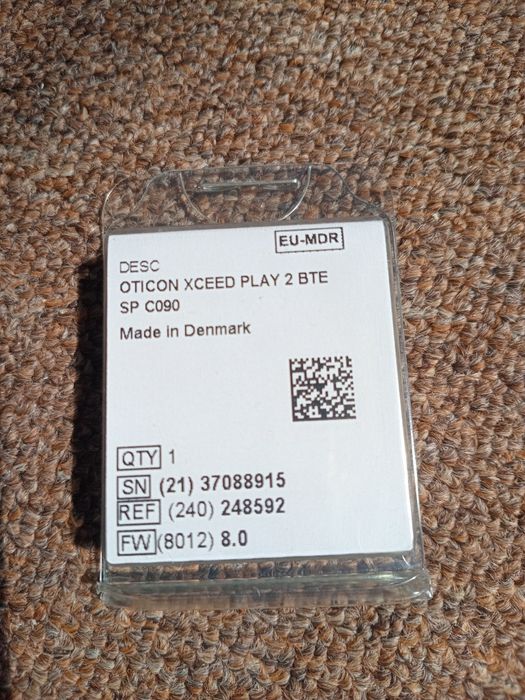 EU-MDR
DESC
OTICON XCEED PLAY 2 BTE
SP C090
Made in Denmark
QTY 1
SN (21) 37088915
REF (240) 248592
FW (8012) 8.0